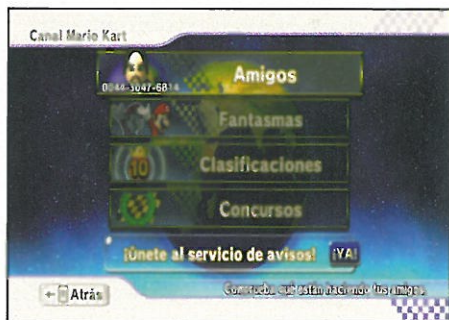 Canal Mario Kart
Amigos
0044-3047-6814
Fantasmas
10
Clasificaciones
Concursos
¡Únete al servicio de avisos! ¡YA!
Atrás
Comprueba qué están haciendo tus amigos.